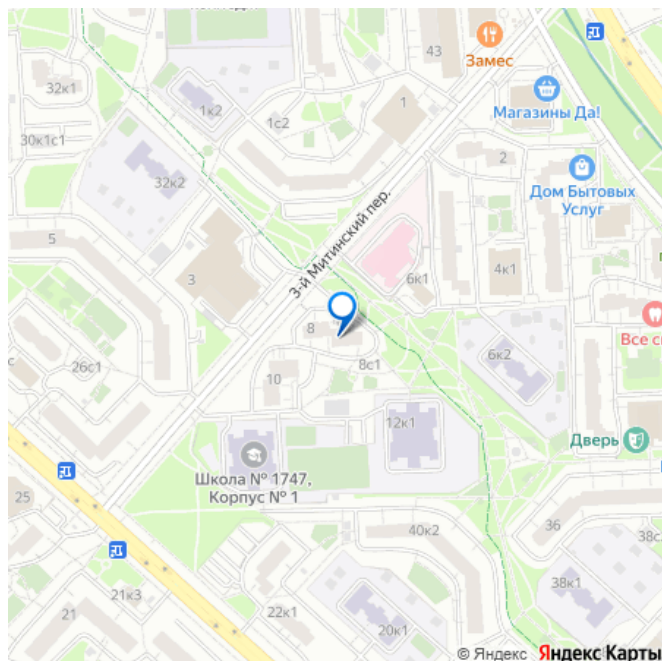 43
Замес
32к1
1к2
1
1с2
Магазины Да!
30к1с1
2
32к2
Дом Бытовых
Услуг
3-й Митинский пер.
5
3
6к1
4к1
8
Все с
8с1
6к2
26с1
10
12к1
Дверь
Школа № 1747,
Корпус № 1
25
40к2
36
38с
21к3
38к1
22к1
21
20к1
© Яндекс
Яндекс Карты